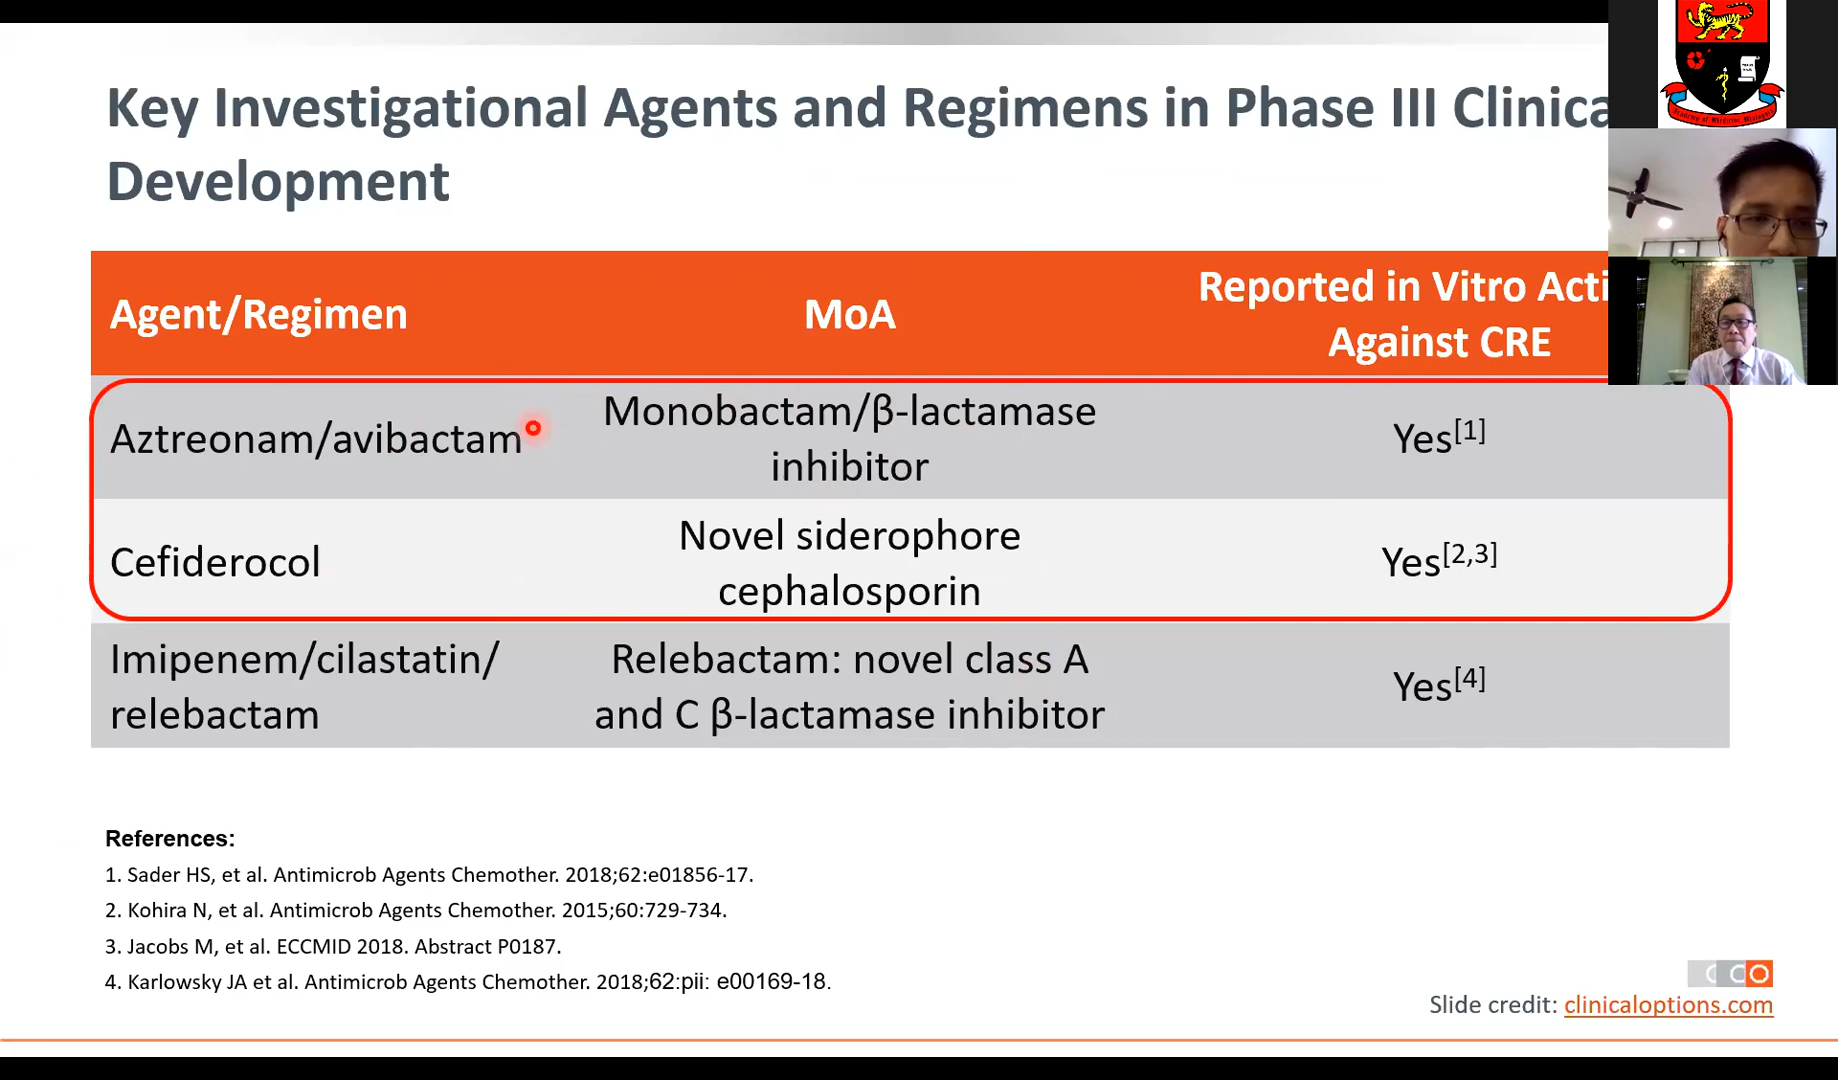 Key Investigational Agents and Regimens in Phase III Clinica
Development
Agent/Regimen
MoA
Reported in Vitro Acti
Against CRE
Aztreonam/avibactam
Monobactam/β-lactamase
inhibitor
Yes[1]
Cefiderocol
Novel siderophore
cephalosporin
Yes[2,3]
Imipenem/cilastatin/
relebactam
Relebactam: novel class A
and C β-lactamase inhibitor
Yes[4]
References:
1. Sader HS, et al. Antimicrob Agents Chemother. 2018;62:e01856-17.
2. Kohira N, et al. Antimicrob Agents Chemother. 2015;60:729-734.
3. Jacobs M, et al. ECCMID 2018. Abstract P0187.
4. Karlowsky JA et al. Antimicrob Agents Chemother. 2018;62:pii: e00169-18.
CCO
Slide credit: clinicaloptions.com